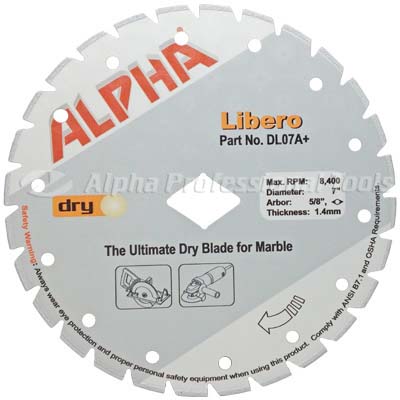 ALPHA®
Libero
Part No. DL07A+
Alpha Professional Tools
Max. RPM: 8,400
Diameter: 7"
Arbor: 5/8",
Thickness: 1.4mm
dry
The Ultimate Dry Blade for Marble
Safety Warning: Always wear eye protection and proper personal safety equipment when using this product. Comply with ANSI B7.1 and OSHA Requirements.